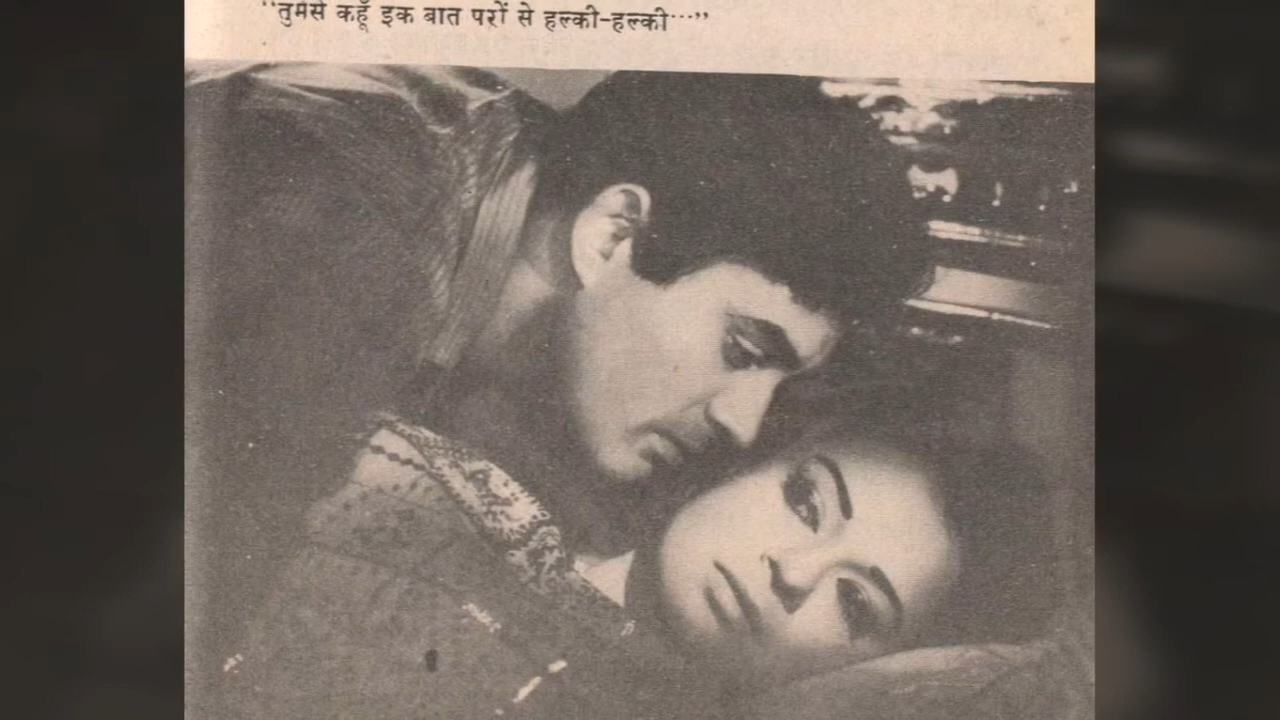 “तुमसे कहूँ इक बात परों से हल्की-हल्की...”